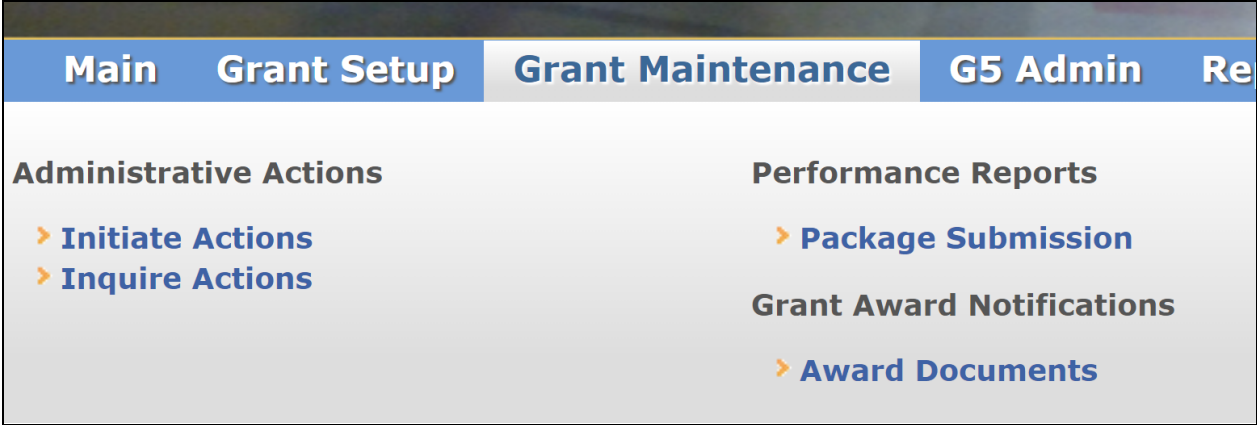 Main Grant Setup Grant Maintenance G5 Admin
Administrative Actions
Initiate Actions
Inquire Actions
Performance Reports
Package Submission
Grant Award Notifications
Award Documents